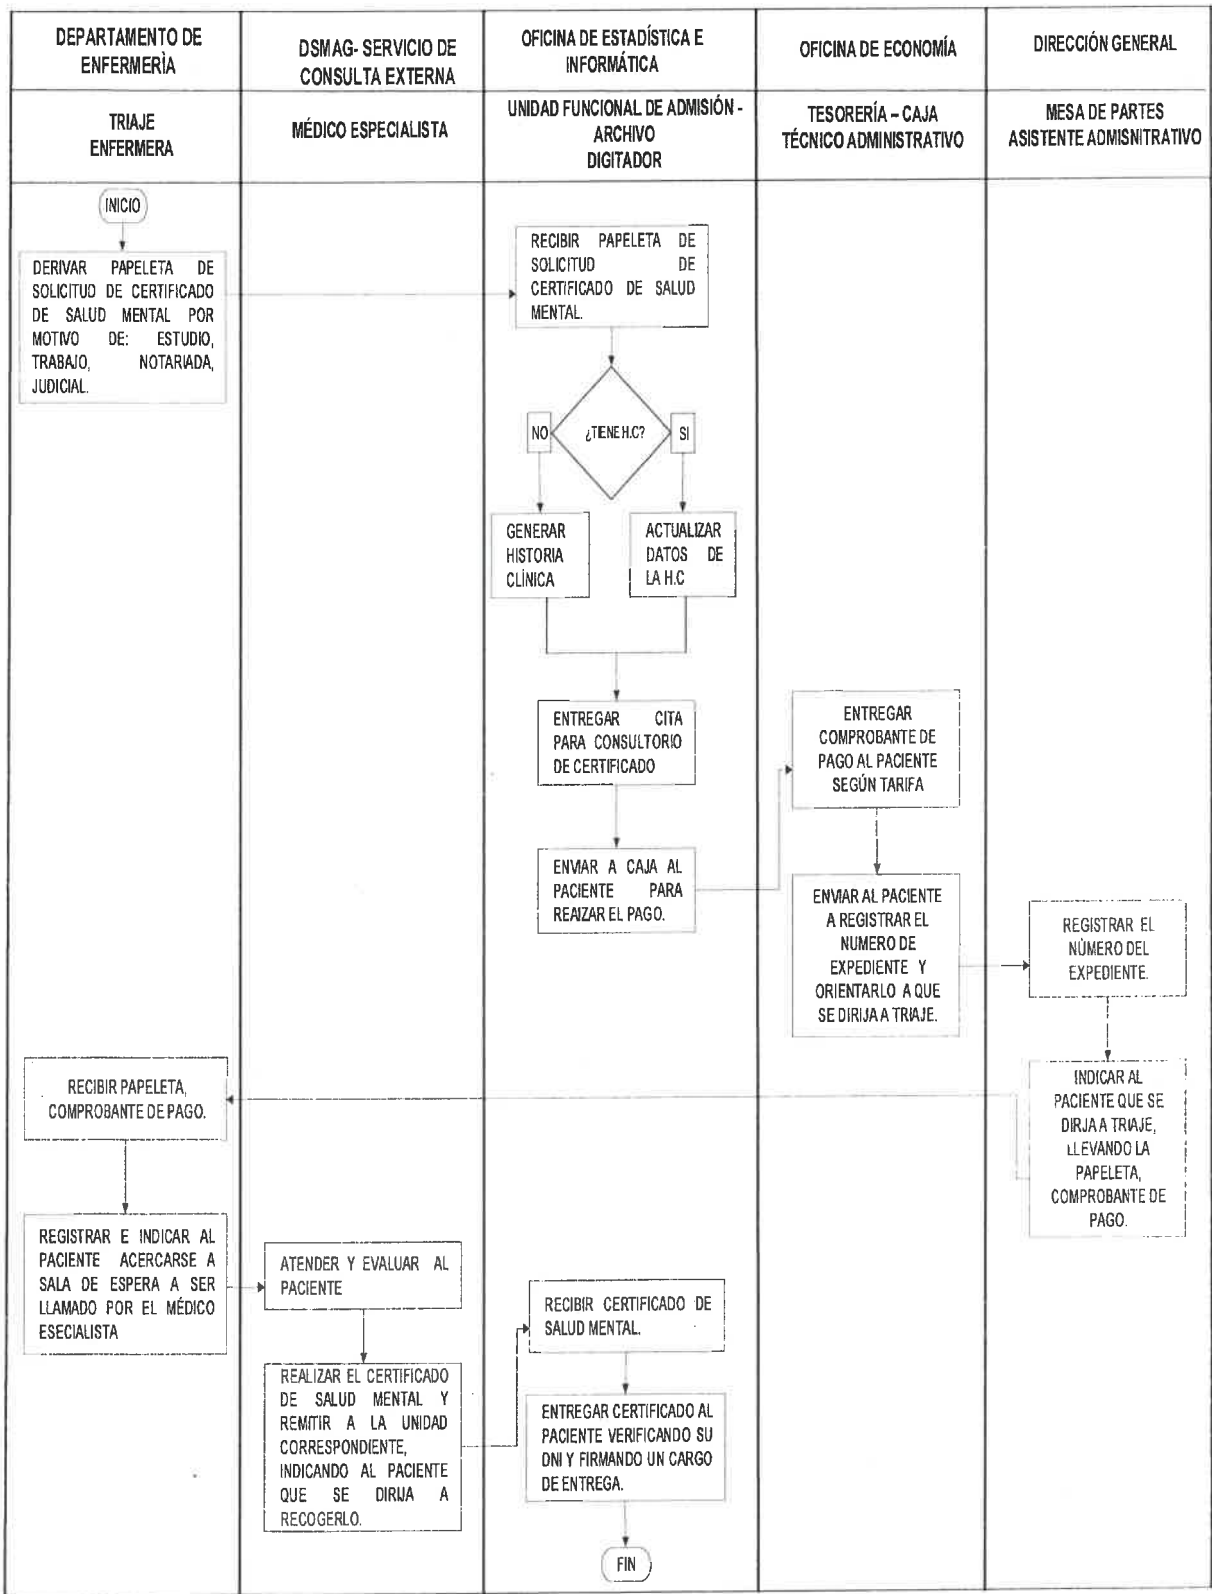 DEPARTAMENTO DE
ENFERMERÌA
DSMAG- SERVICIO DE
CONSULTA EXTERNA
OFICINA DE ESTADÍSTICA E
INFORMÁTICA
OFICINA DE ECONOMÍA
DIRECCIÓN GENERAL
TRIAJE
ENFERMERA
MÉDICO ESPECIALISTA
UNIDAD FUNCIONAL DE ADMISIÓN -
ARCHIVO
DIGITADOR
TESORERÍA – CAJA
TÉCNICO ADMINISTRATIVO
MESA DE PARTES
ASISTENTE ADMISNITRATIVO
INICIO
DERIVAR PAPELETA DE
SOLICITUD DE CERTIFICADO
DE SALUD MENTAL POR
MOTIVO DE: ESTUDIO,
TRABAJO, NOTARIADA,
JUDICIAL.
RECIBIR PAPELETA DE
SOLICITUD DE
CERTIFICADO DE SALUD
MENTAL.
¿TIENE H.C?
NO
SI
GENERAR
HISTORIA
CLÍNICA
ACTUALIZAR
DATOS DE
LA H.C
ENTREGAR CITA
PARA CONSULTORIO
DE CERTIFICADO
ENVIAR A CAJA AL
PACIENTE PARA
REAIZAR EL PAGO.
ENTREGAR
COMPROBANTE DE
PAGO AL PACIENTE
SEGÚN TARIFA
ENVIAR AL PACIENTE
A REGISTRAR EL
NUMERO DE
EXPEDIENTE Y
ORIENTARLO A QUE
SE DIRIJA A TRIAJE.
REGISTRAR EL
NÚMERO DEL
EXPEDIENTE.
INDICAR AL
PACIENTE QUE SE
DIRJA A TRIAJE,
LLEVANDO LA
PAPELETA,
COMPROBANTE DE
PAGO.
RECIBIR PAPELETA,
COMPROBANTE DE PAGO.
REGISTRAR E INDICAR AL
PACIENTE ACERCARSE A
SALA DE ESPERA A SER
LLAMADO POR EL MÉDICO
ESECIALISTA
ATENDER Y EVALUAR AL
PACIENTE
REALIZAR EL CERTIFICADO
DE SALUD MENTAL Y
REMITIR A LA UNIDAD
CORRESPONDIENTE,
INDICANDO AL PACIENTE
QUE SE DIRIJA A
RECOGERLO.
RECIBIR CERTIFICADO DE
SALUD MENTAL.
ENTREGAR CERTIFICADO AL
PACIENTE VERIFICANDO SU
DNI Y FIRMANDO UN CARGO
DE ENTREGA.
FIN